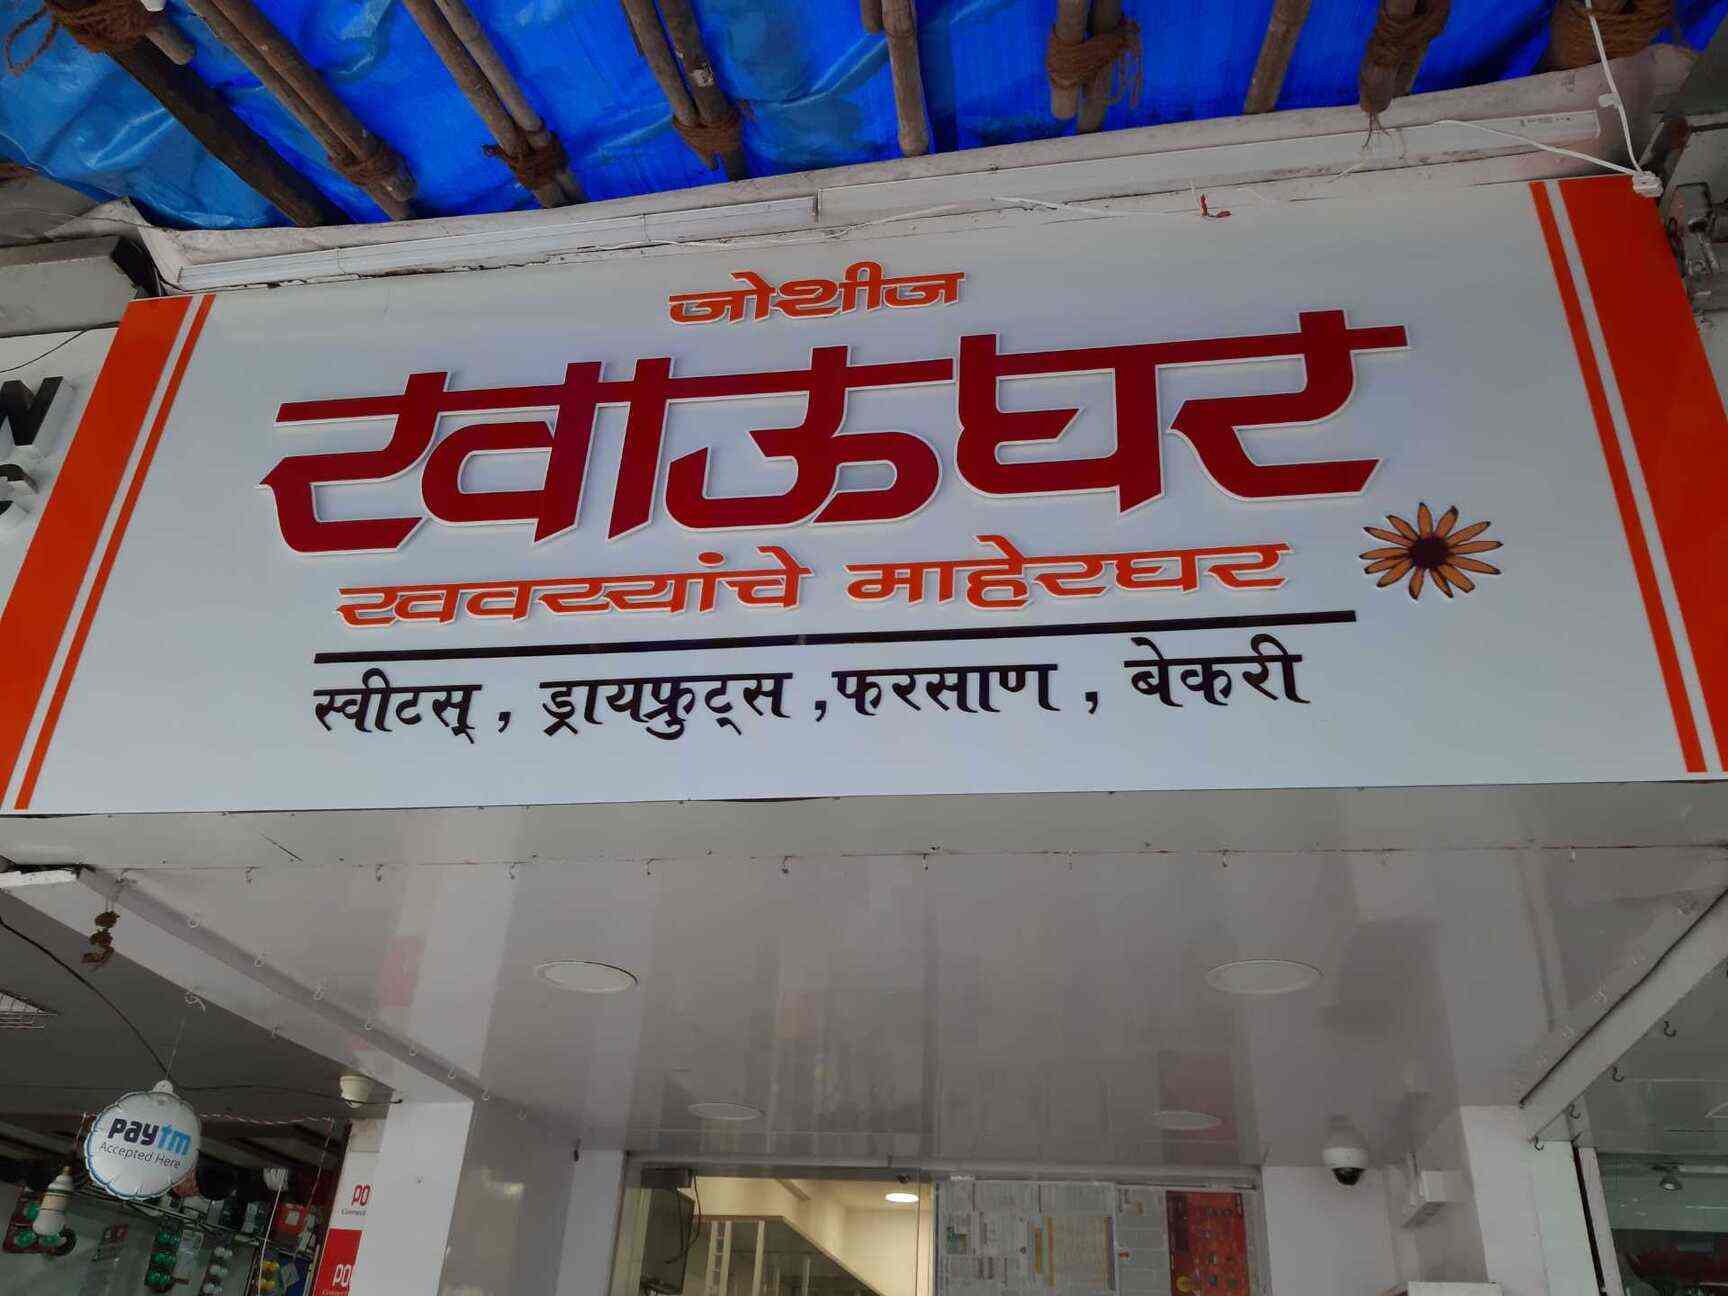 जोशीज
खाऊघर
खवय्यांचे माहेरघर
स्वीटस् , ड्रायफ्रुट्स ,फरसाण , बेकरी
paytm
Accepted Here